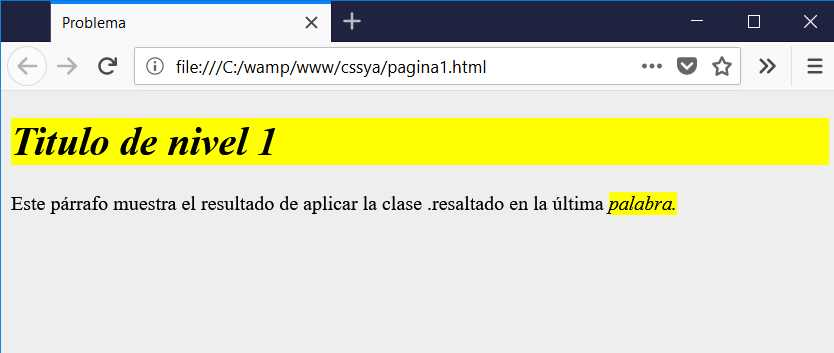 Problema
file:///C:/wamp/www/cssya/pagina1.html
Titulo de nivel 1
Este párrafo muestra el resultado de aplicar la clase .resaltado en la última palabra.